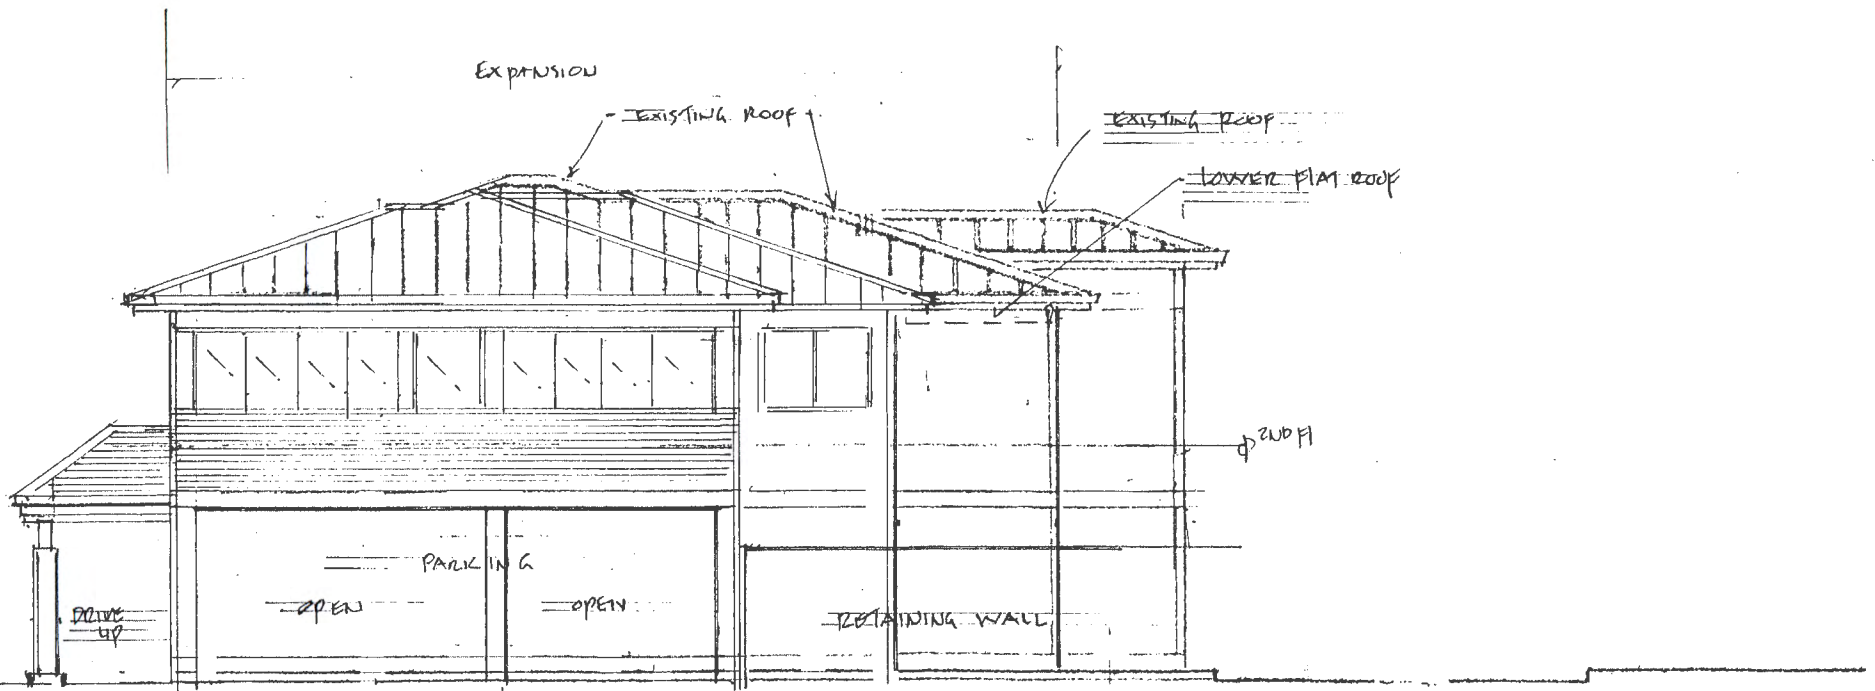 EXPANSION
EXISTING ROOF
EXISTING ROOF
LOWER FLAT ROOF
2ND Fl
PARKING
OPEN
OPEN
DRIVE
UP
RETAINING WALL